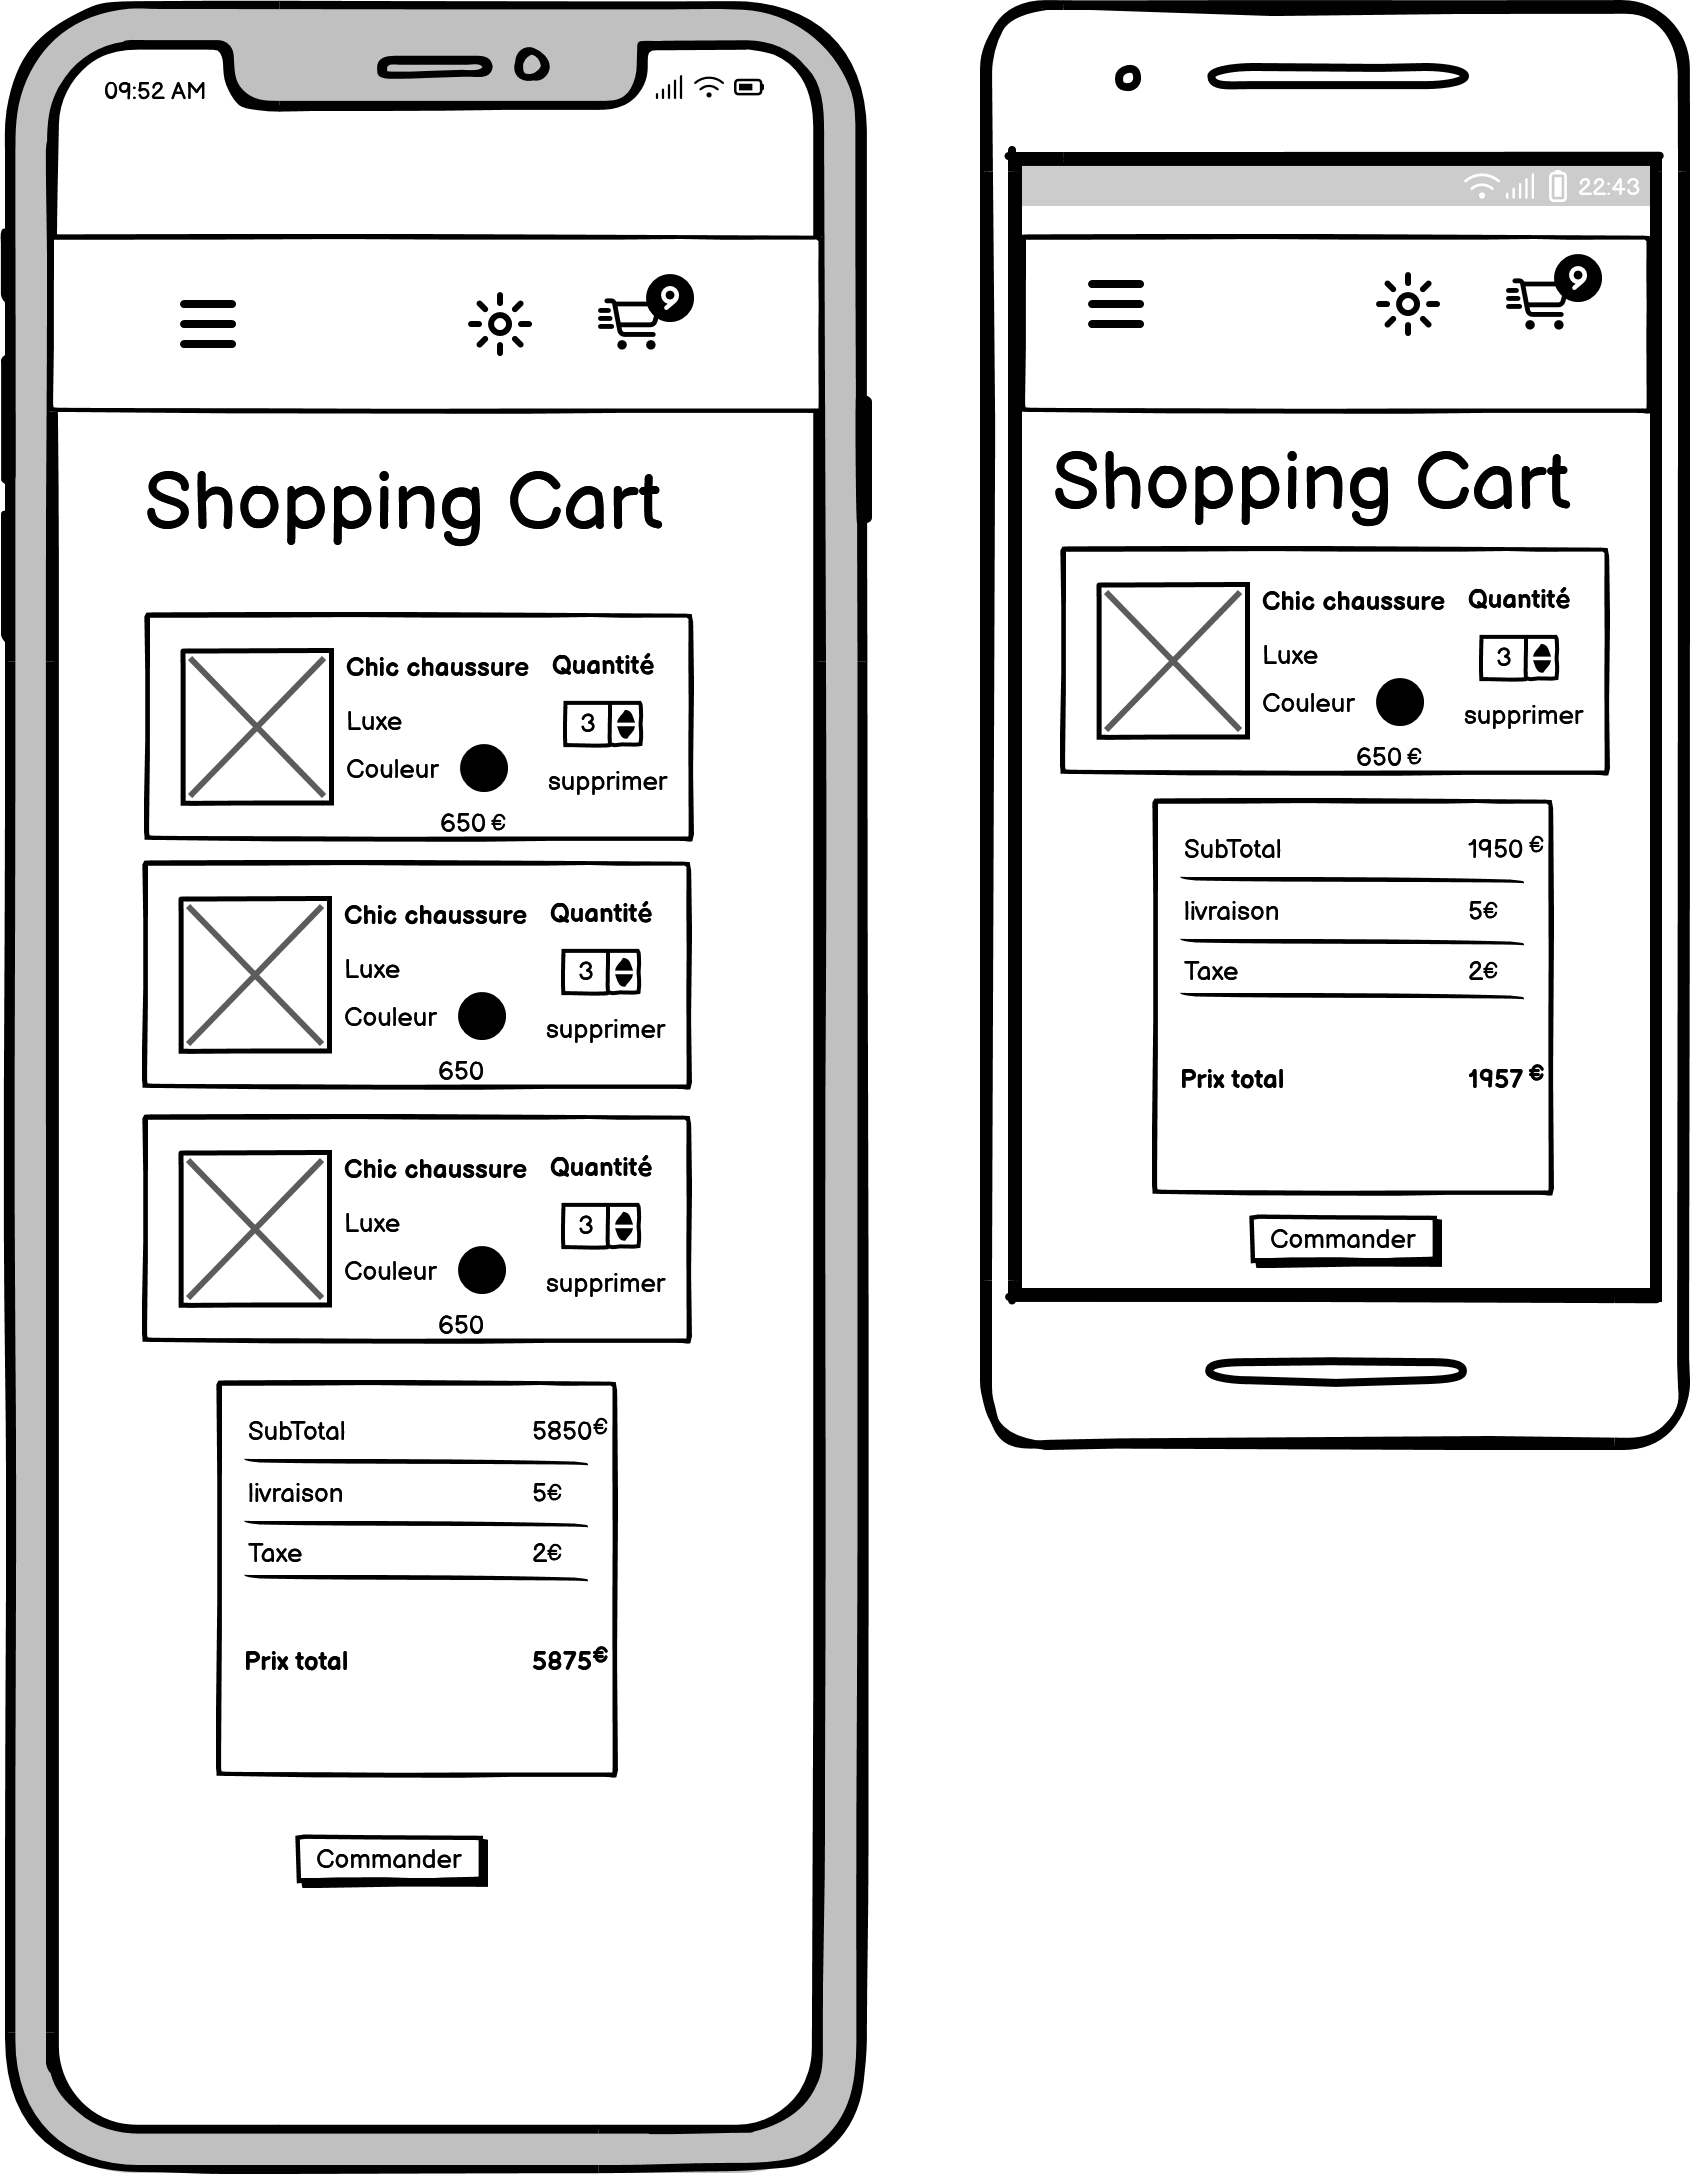 09:52 AM
9
Shopping Cart
Chic chaussure Quantité
Luxe
3
Couleur
supprimer
650 €
Chic chaussure Quantité
Luxe
3
Couleur
supprimer
650
Chic chaussure Quantité
Luxe
3
Couleur
supprimer
650
SubTotal 5850€
livraison 5€
Taxe 2€
Prix total 5875€
Commander
22:43
9
Shopping Cart
Chic chaussure Quantité
Luxe
3
Couleur
supprimer
650 €
SubTotal 1950 €
livraison 5€
Taxe 2€
Prix total 1957 €
Commander